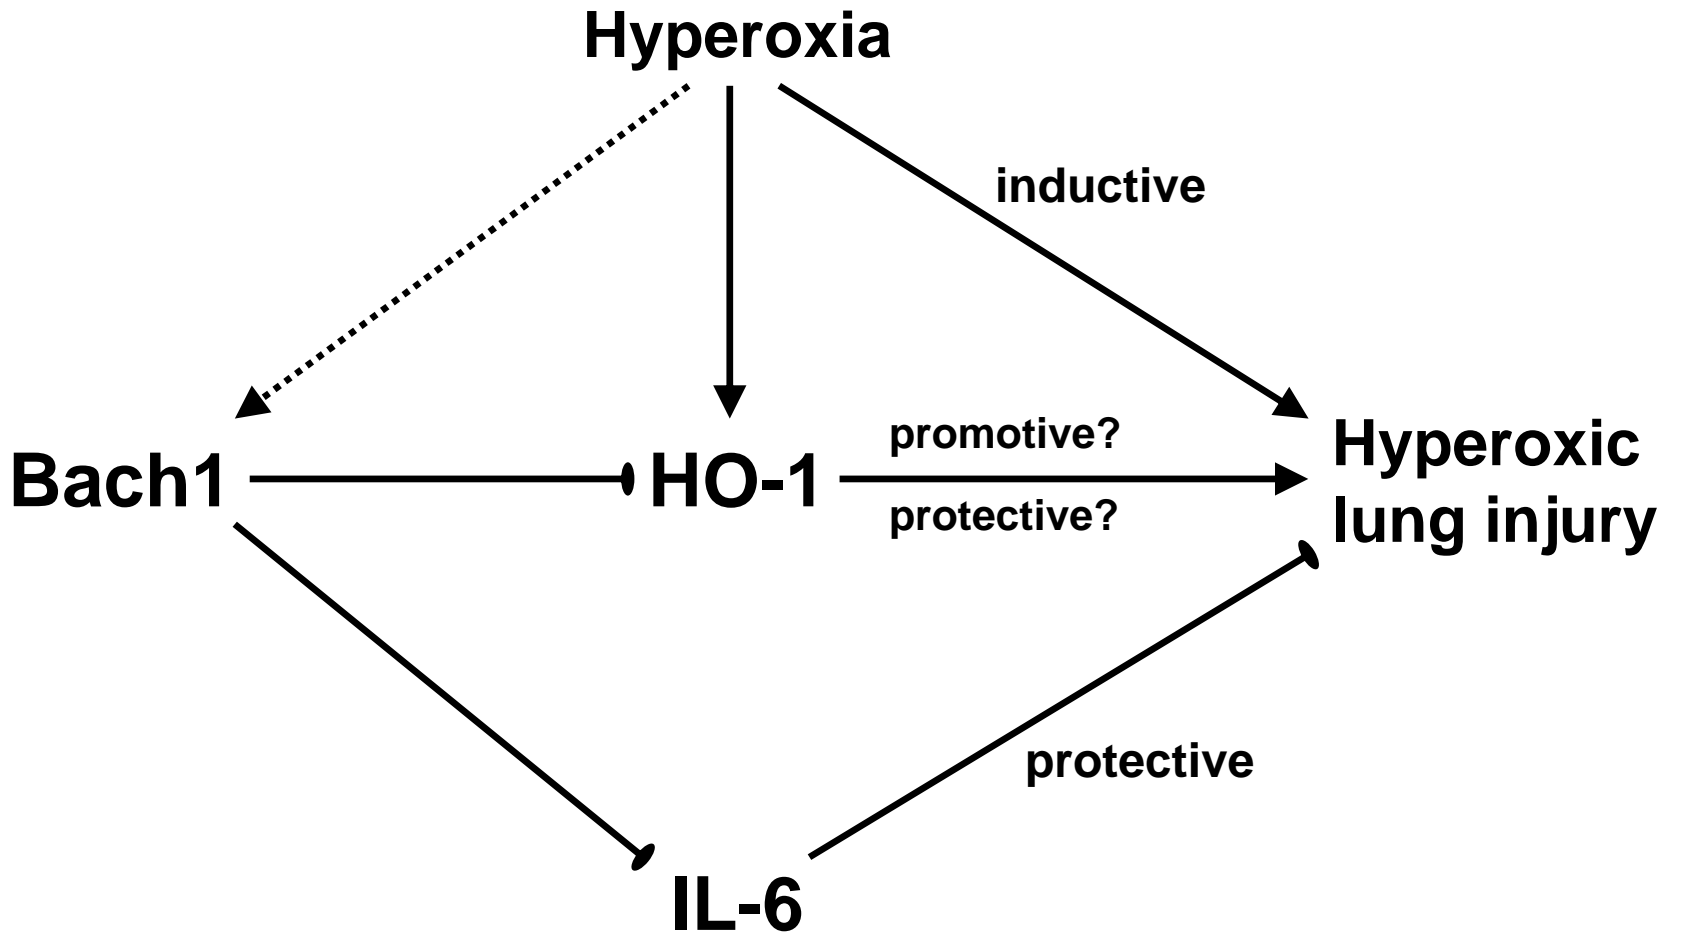 Hyperoxia
inductive
promotive?
Hyperoxic
Bach1
HO-1
protective?
lung injury
protective
IL-6